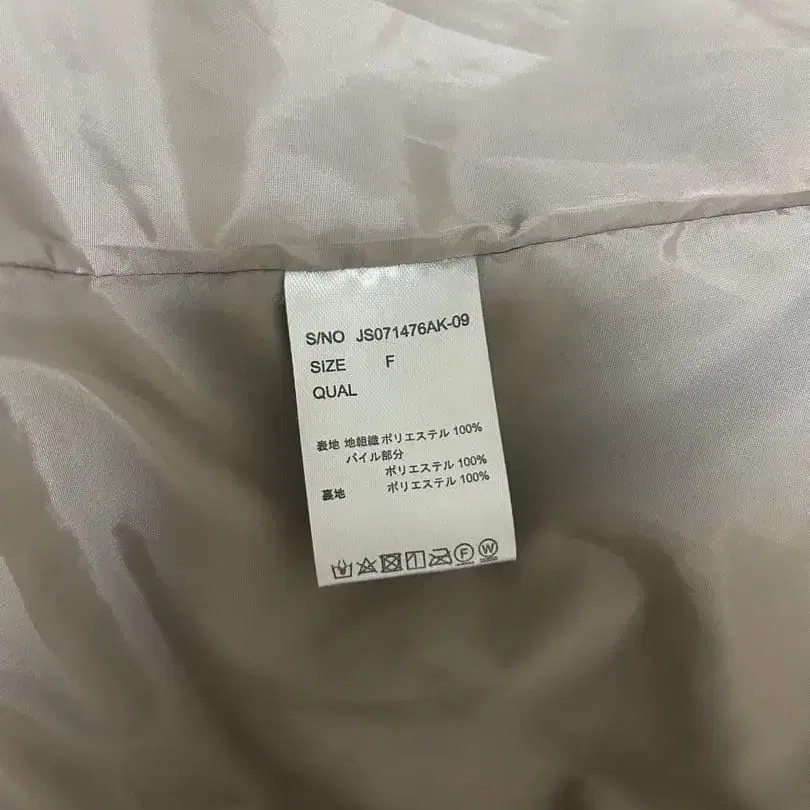 S/NO JS071476AK-09
SIZE F
QUAL
表地 地組織 ポリエステル 100%
パイル部分
ポリエステル 100%
裏地 ポリエステル 100%
F W